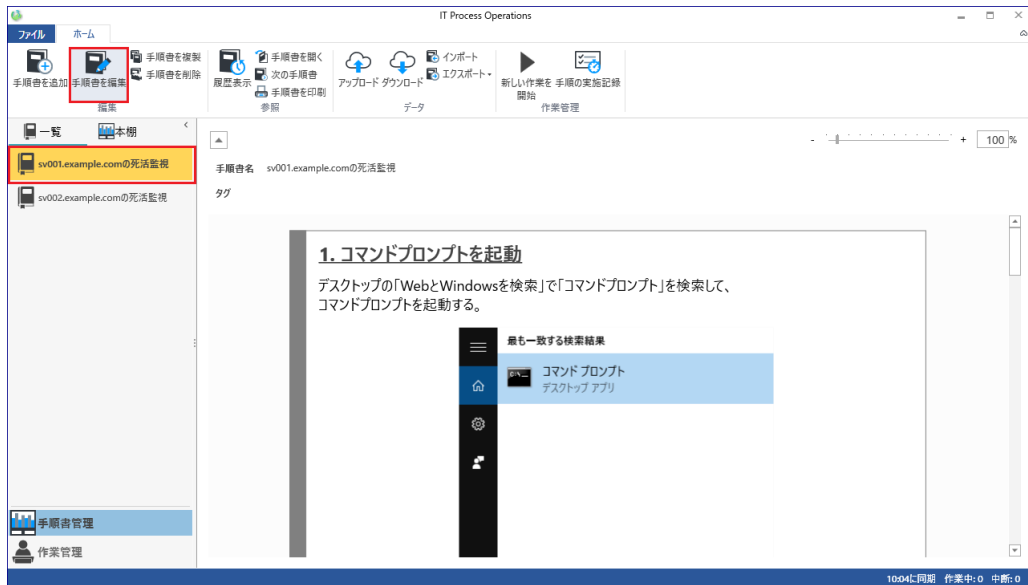 IT Process Operations
ファイル ホーム
手順書を追加 手順書を編集 手順書を複製 手順書を削除
編集
履歴表示 手順書を開く 次の手順書 手順書を印刷
参照
アップロード ダウンロード インポート エクスポート
データ
新しい作業を開始 手順の実施記録
作業管理
一覧 本棚
sv001.example.comの死活監視
sv002.example.comの死活監視
手順書管理
作業管理
- + 100 %
手順書名 sv001.example.comの死活監視
タグ
1. コマンドプロンプトを起動
デスクトップの「WebとWindowsを検索」で「コマンドプロンプト」を検索して、
コマンドプロンプトを起動する。
最も一致する検索結果
コマンド プロンプト
デスクトップ アプリ
10:04に同期 作業中: 0 中断: 0